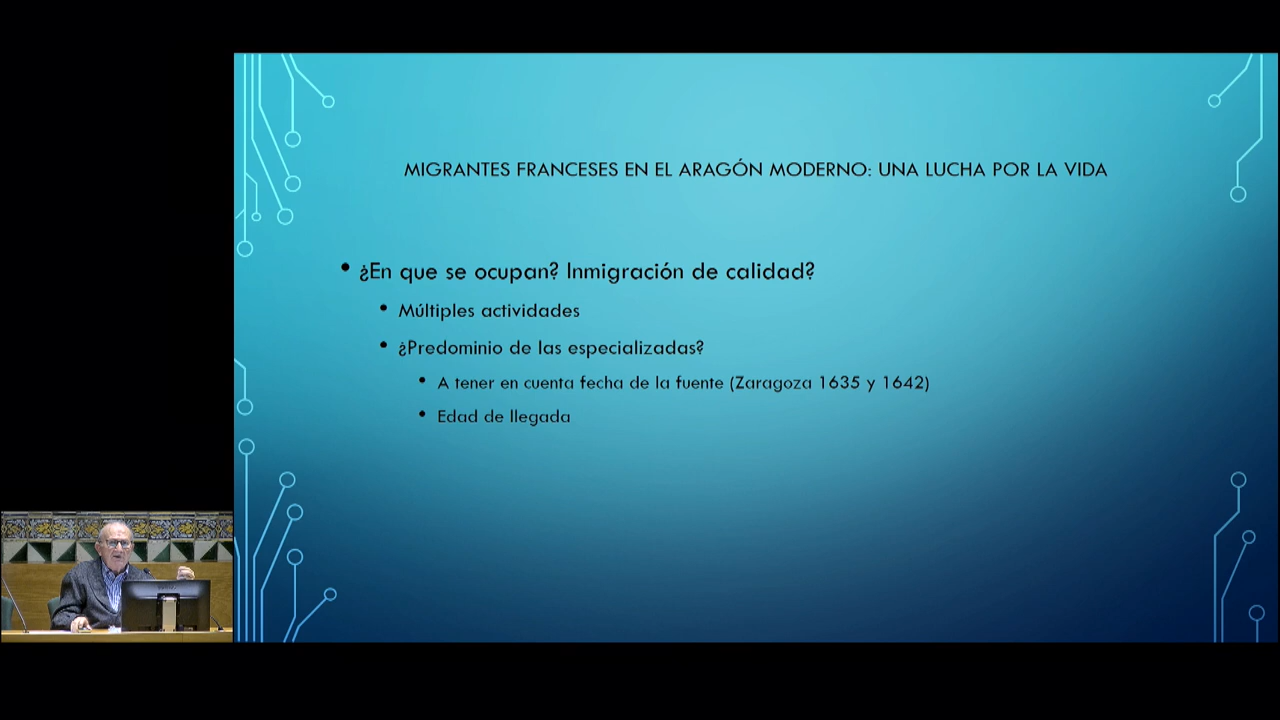 MIGRANTES FRANCESES EN EL ARAGÓN MODERNO: UNA LUCHA POR LA VIDA
• ¿En que se ocupan? Inmigración de calidad?
• Múltiples actividades
• ¿Predominio de las especializadas?
• A tener en cuenta fecha de la fuente (Zaragoza 1635 y 1642)
• Edad de llegada